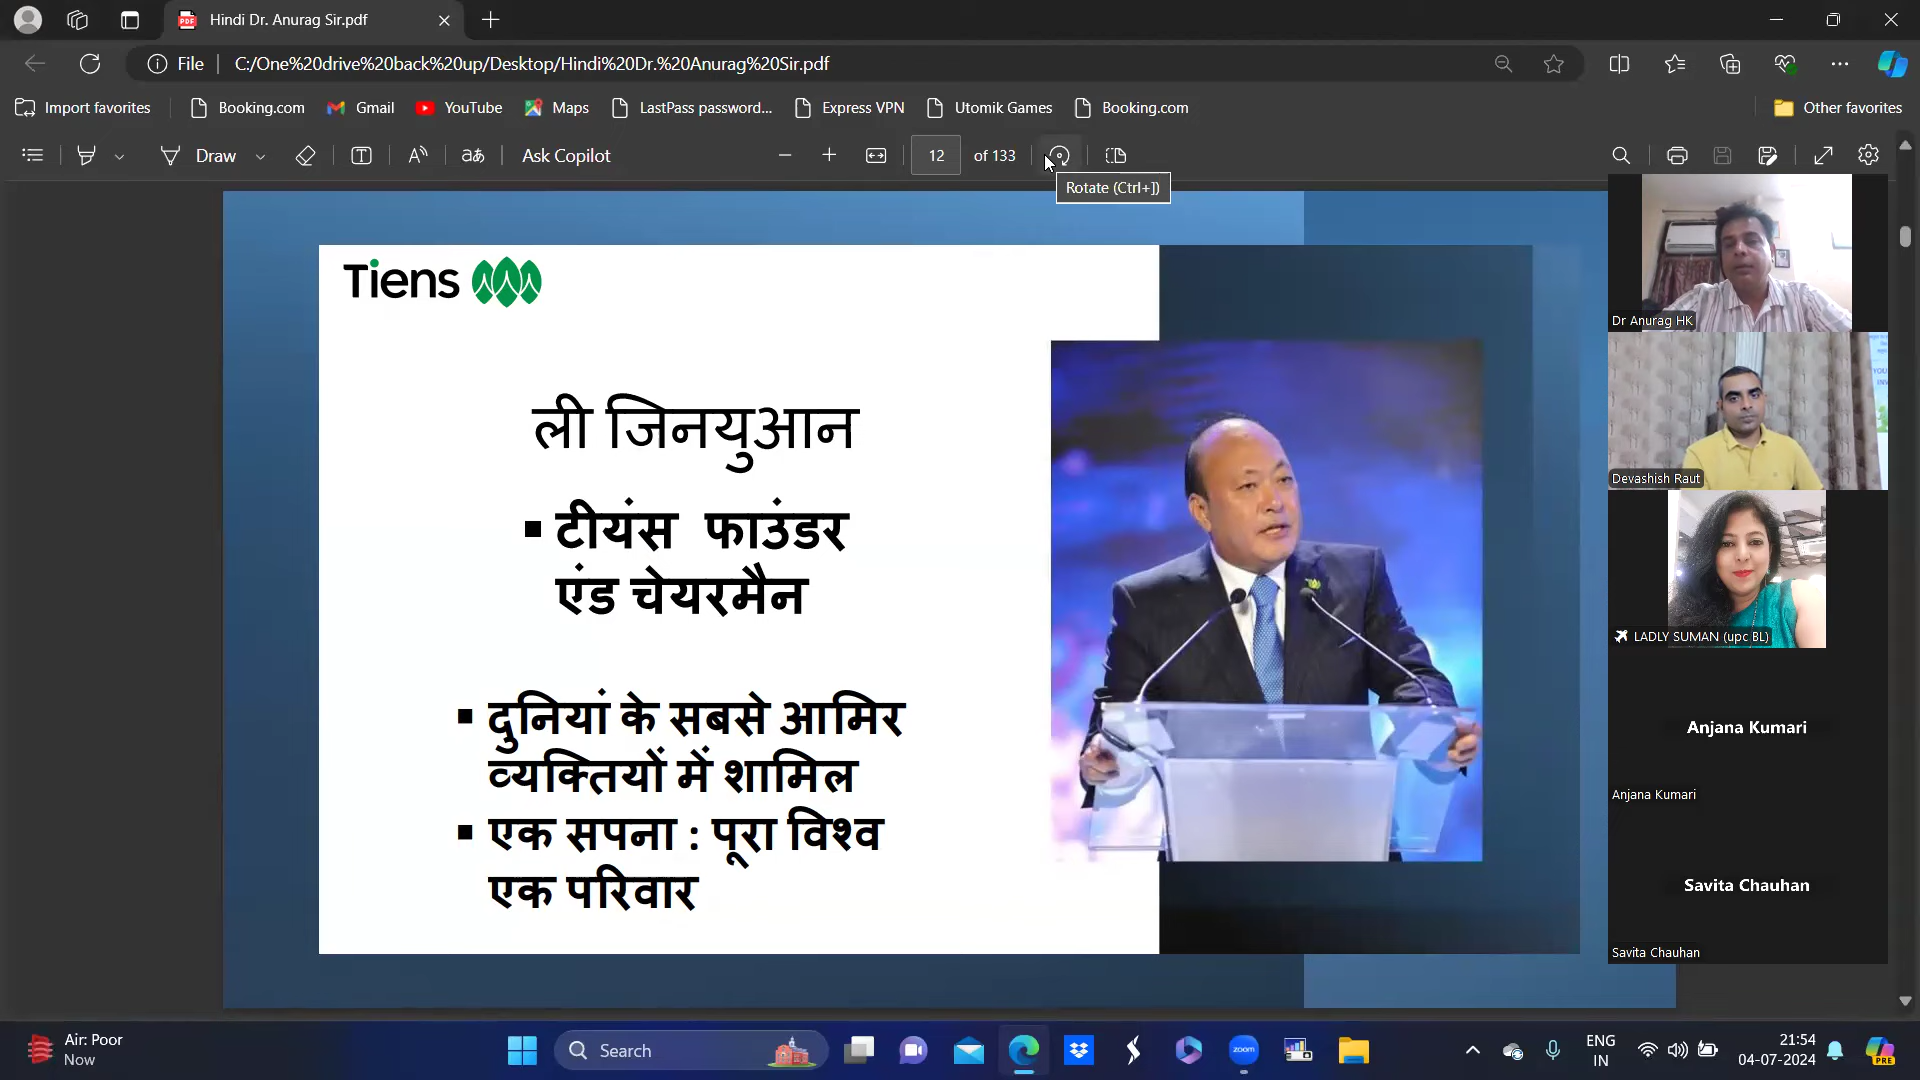 Hindi Dr. Anurag Sir.pdf
File
C:/One%20drive%20back%20up/Desktop/Hindi%20Dr.%20Anurag%20Sir.pdf
Import favorites
Booking.com
Gmail
YouTube
Maps
LastPass password...
Express VPN
Utomik Games
Booking.com
Other favorites
Draw
aあ
Ask Copilot
12 of 133
Rotate (Ctrl+])
Tiens
ली जिनयुआन
▪ टीयंस फाउंडर
एंड चेयरमैन
▪ दुनियां के सबसे आमिर
व्यक्तियों में शामिल
▪ एक सपना : पूरा विश्व
एक परिवार
Dr Anurag HK
Devashish Raut
LADLY SUMAN (upc BL)
Anjana Kumari
Anjana Kumari
Savita Chauhan
Savita Chauhan
Air: Poor
Now
Search
zoom
ENG
IN
21:54
04-07-2024
PRE